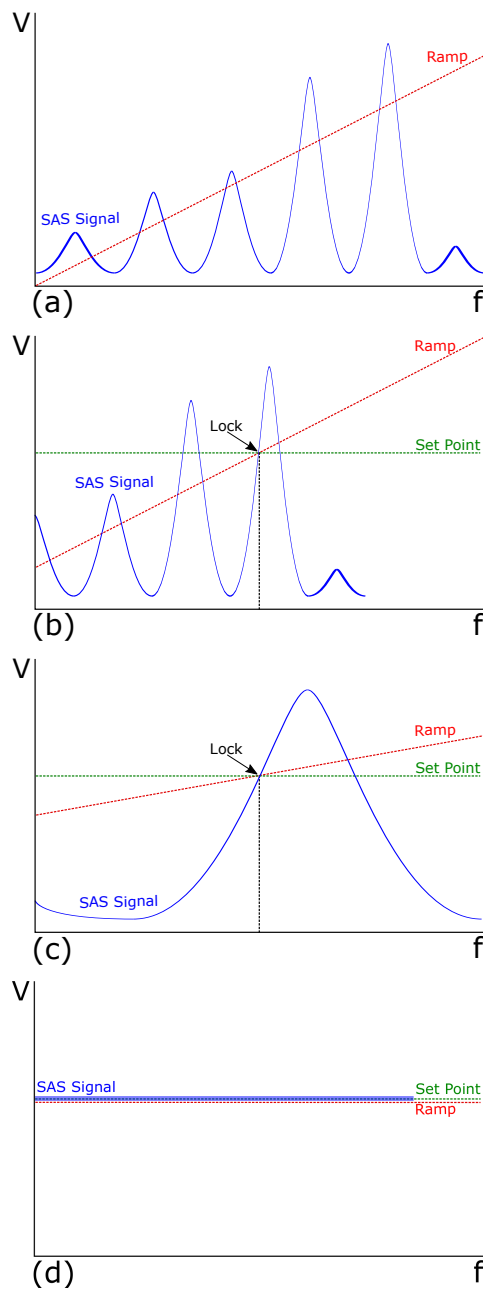 V
Ramp
SAS Signal
(a)
f
V
Ramp
Lock
Set Point
SAS Signal
(b)
f
V
Ramp
Lock
Set Point
SAS Signal
(c)
f
V
SAS Signal
Set Point
Ramp
(d)
f